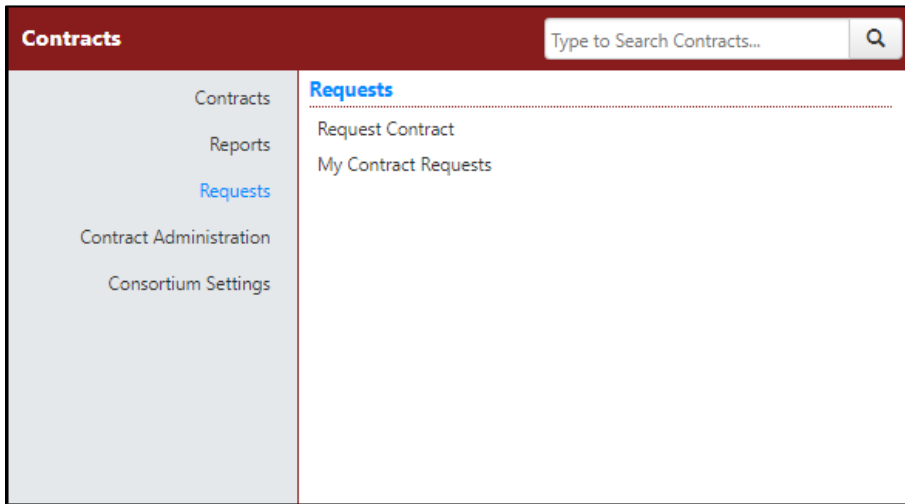 Contracts
Type to Search Contracts...
Contracts
Reports
Requests
Contract Administration
Consortium Settings
Requests
Request Contract
My Contract Requests